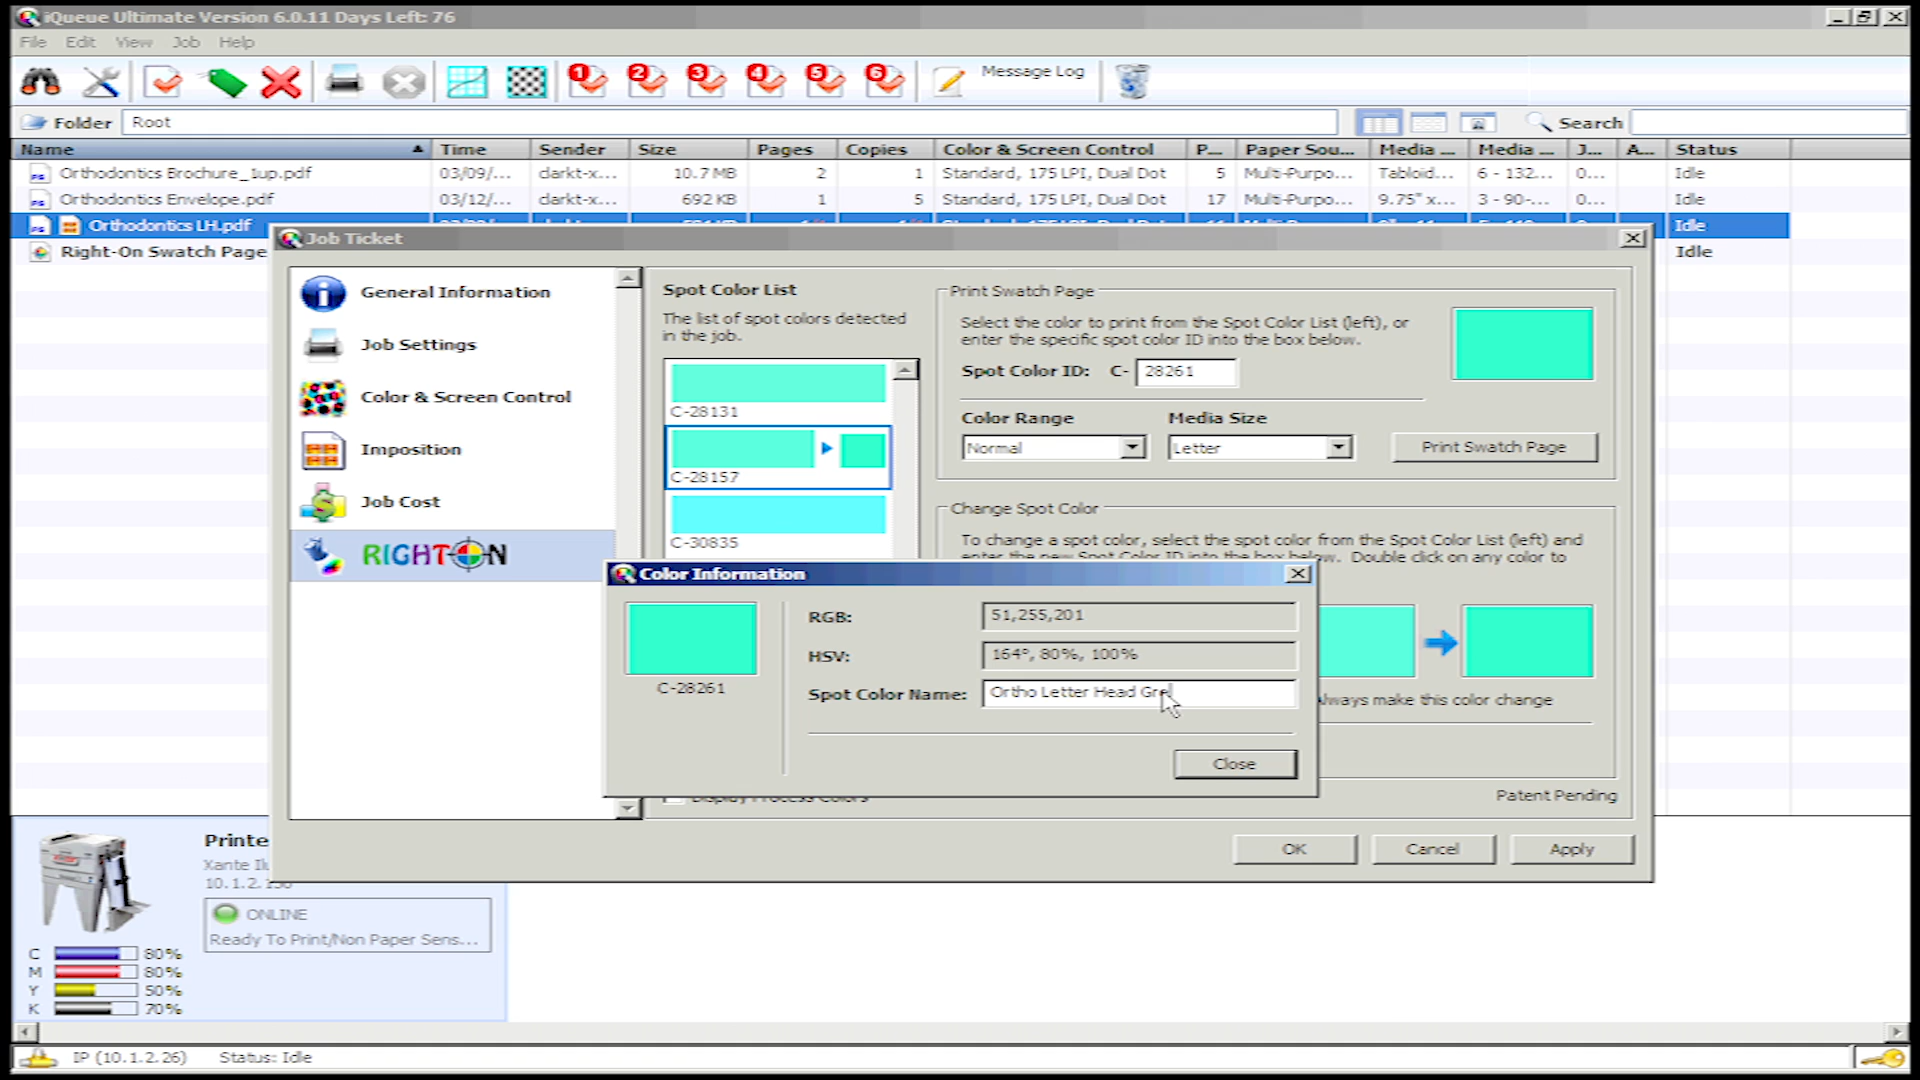 iQueue Ultimate Version 6.0.11 Days Left: 76
File Edit View Job Help
1 2 3 4 5 6 Message Log
Folder Root Search
Name Time Sender Size Pages Copies Color & Screen Control P... Paper Sou... Media ... Media ... J... A... Status
Orthodontics Brochure_1up.pdf 03/09/... clarkt-x... 10.7 MB 2 1 Standard, 175 LPI, Dual Dot 5 Multi-Purpo... Tabloid... 6 - 132... 0... Idle
Orthodontics Envelope.pdf 03/12/... clarkt-x... 692 KB 1 5 Standard, 175 LPI, Dual Dot 17 Multi-Purpo... 9.75" x... 3 - 90-... 0... Idle
Orthodontics LH.pdf Idle
Right-On Swatch Page Idle
Job Ticket
General Information
Job Settings
Color & Screen Control
Imposition
Job Cost
RIGHTON
Spot Color List
The list of spot colors detected
in the job.
C-28131
C-28157
C-30835
Print Swatch Page
Select the color to print from the Spot Color List (left), or
enter the specific spot color ID into the box below.
Spot Color ID: C- 28261
Color Range Media Size
Normal Letter Print Swatch Page
Change Spot Color
To change a spot color, select the spot color from the Spot Color List (left) and
enter the new Spot Color ID into the box below. Double click on any color to
Color Information
RGB: 51,255,201
HSV: 164°, 80%, 100%
C-28261
Spot Color Name: Ortho Letter Head Gre
Close
Always make this color change
Display Process Colors
Patent Pending
OK Cancel Apply
Printe
Xante Ilu
10.1.2.150
ONLINE
Ready To Print/Non Paper Sens...
C 80%
M 80%
Y 50%
K 70%
IP (10.1.2.26) Status: Idle